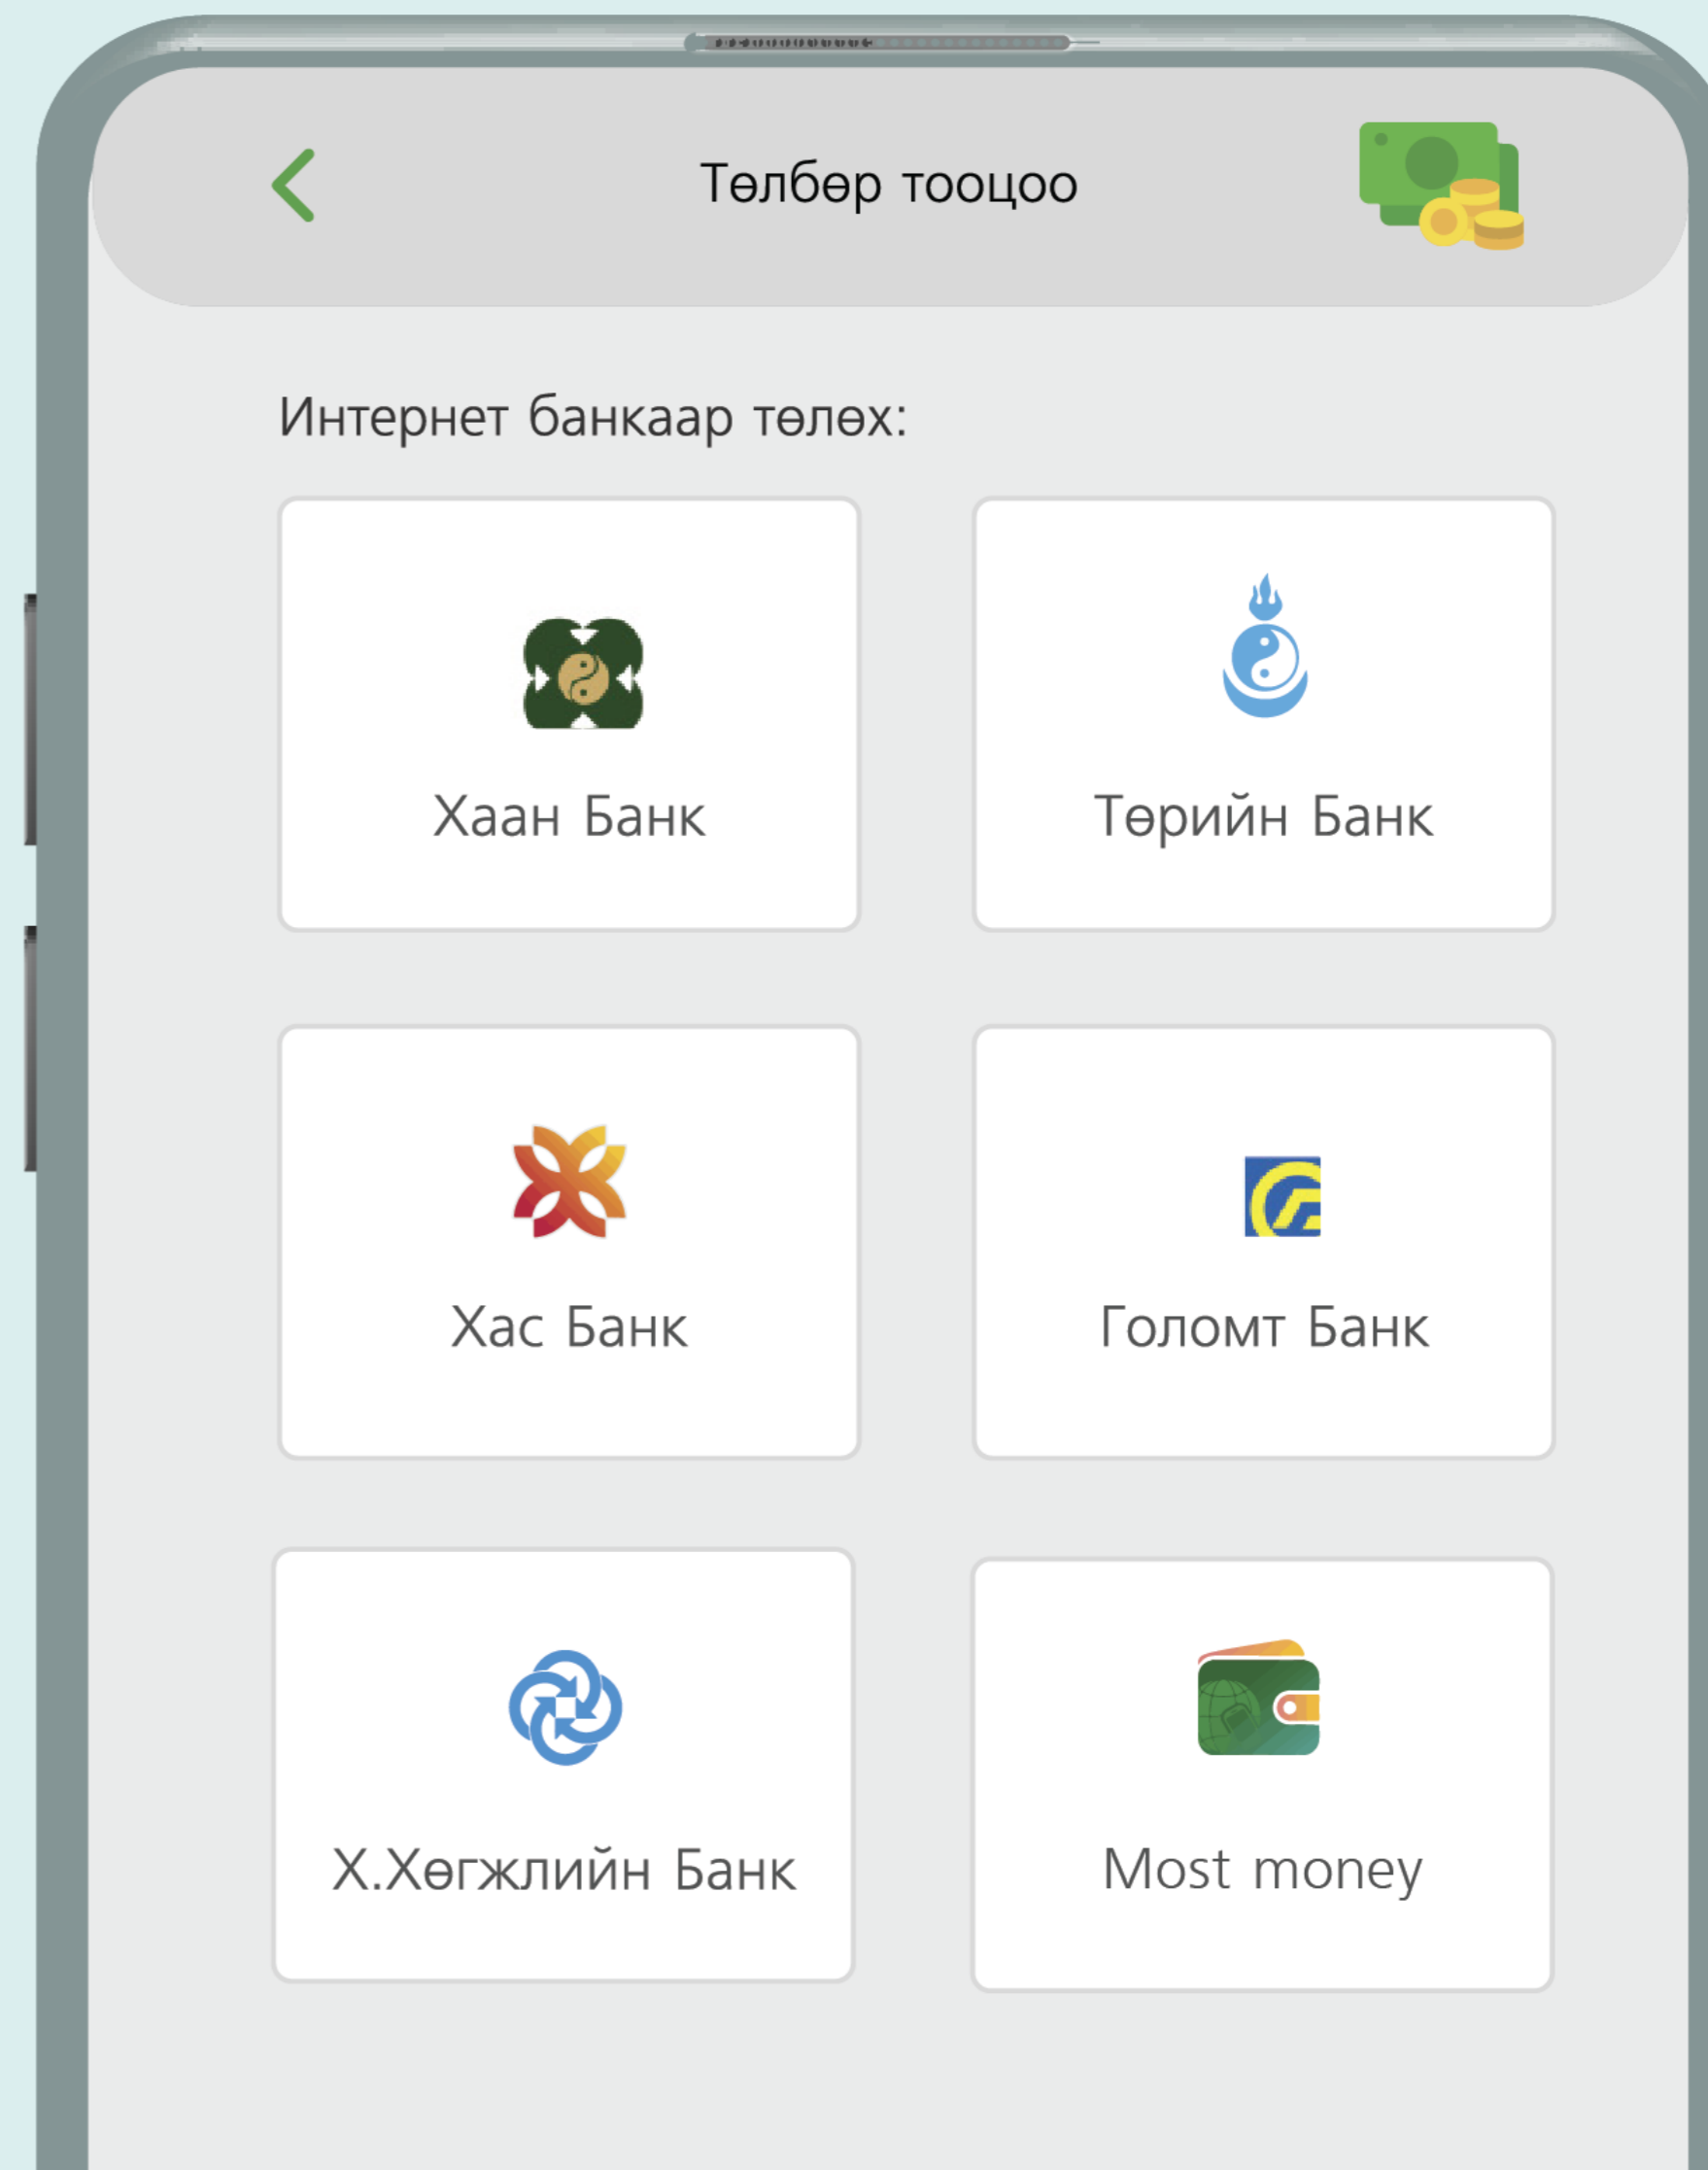 Төлбөр тооцоо
Интернет банкаар төлөх:
Хаан Банк
Төрийн Банк
Хас Банк
Голомт Банк
Х.Хөгжлийн Банк
Most money